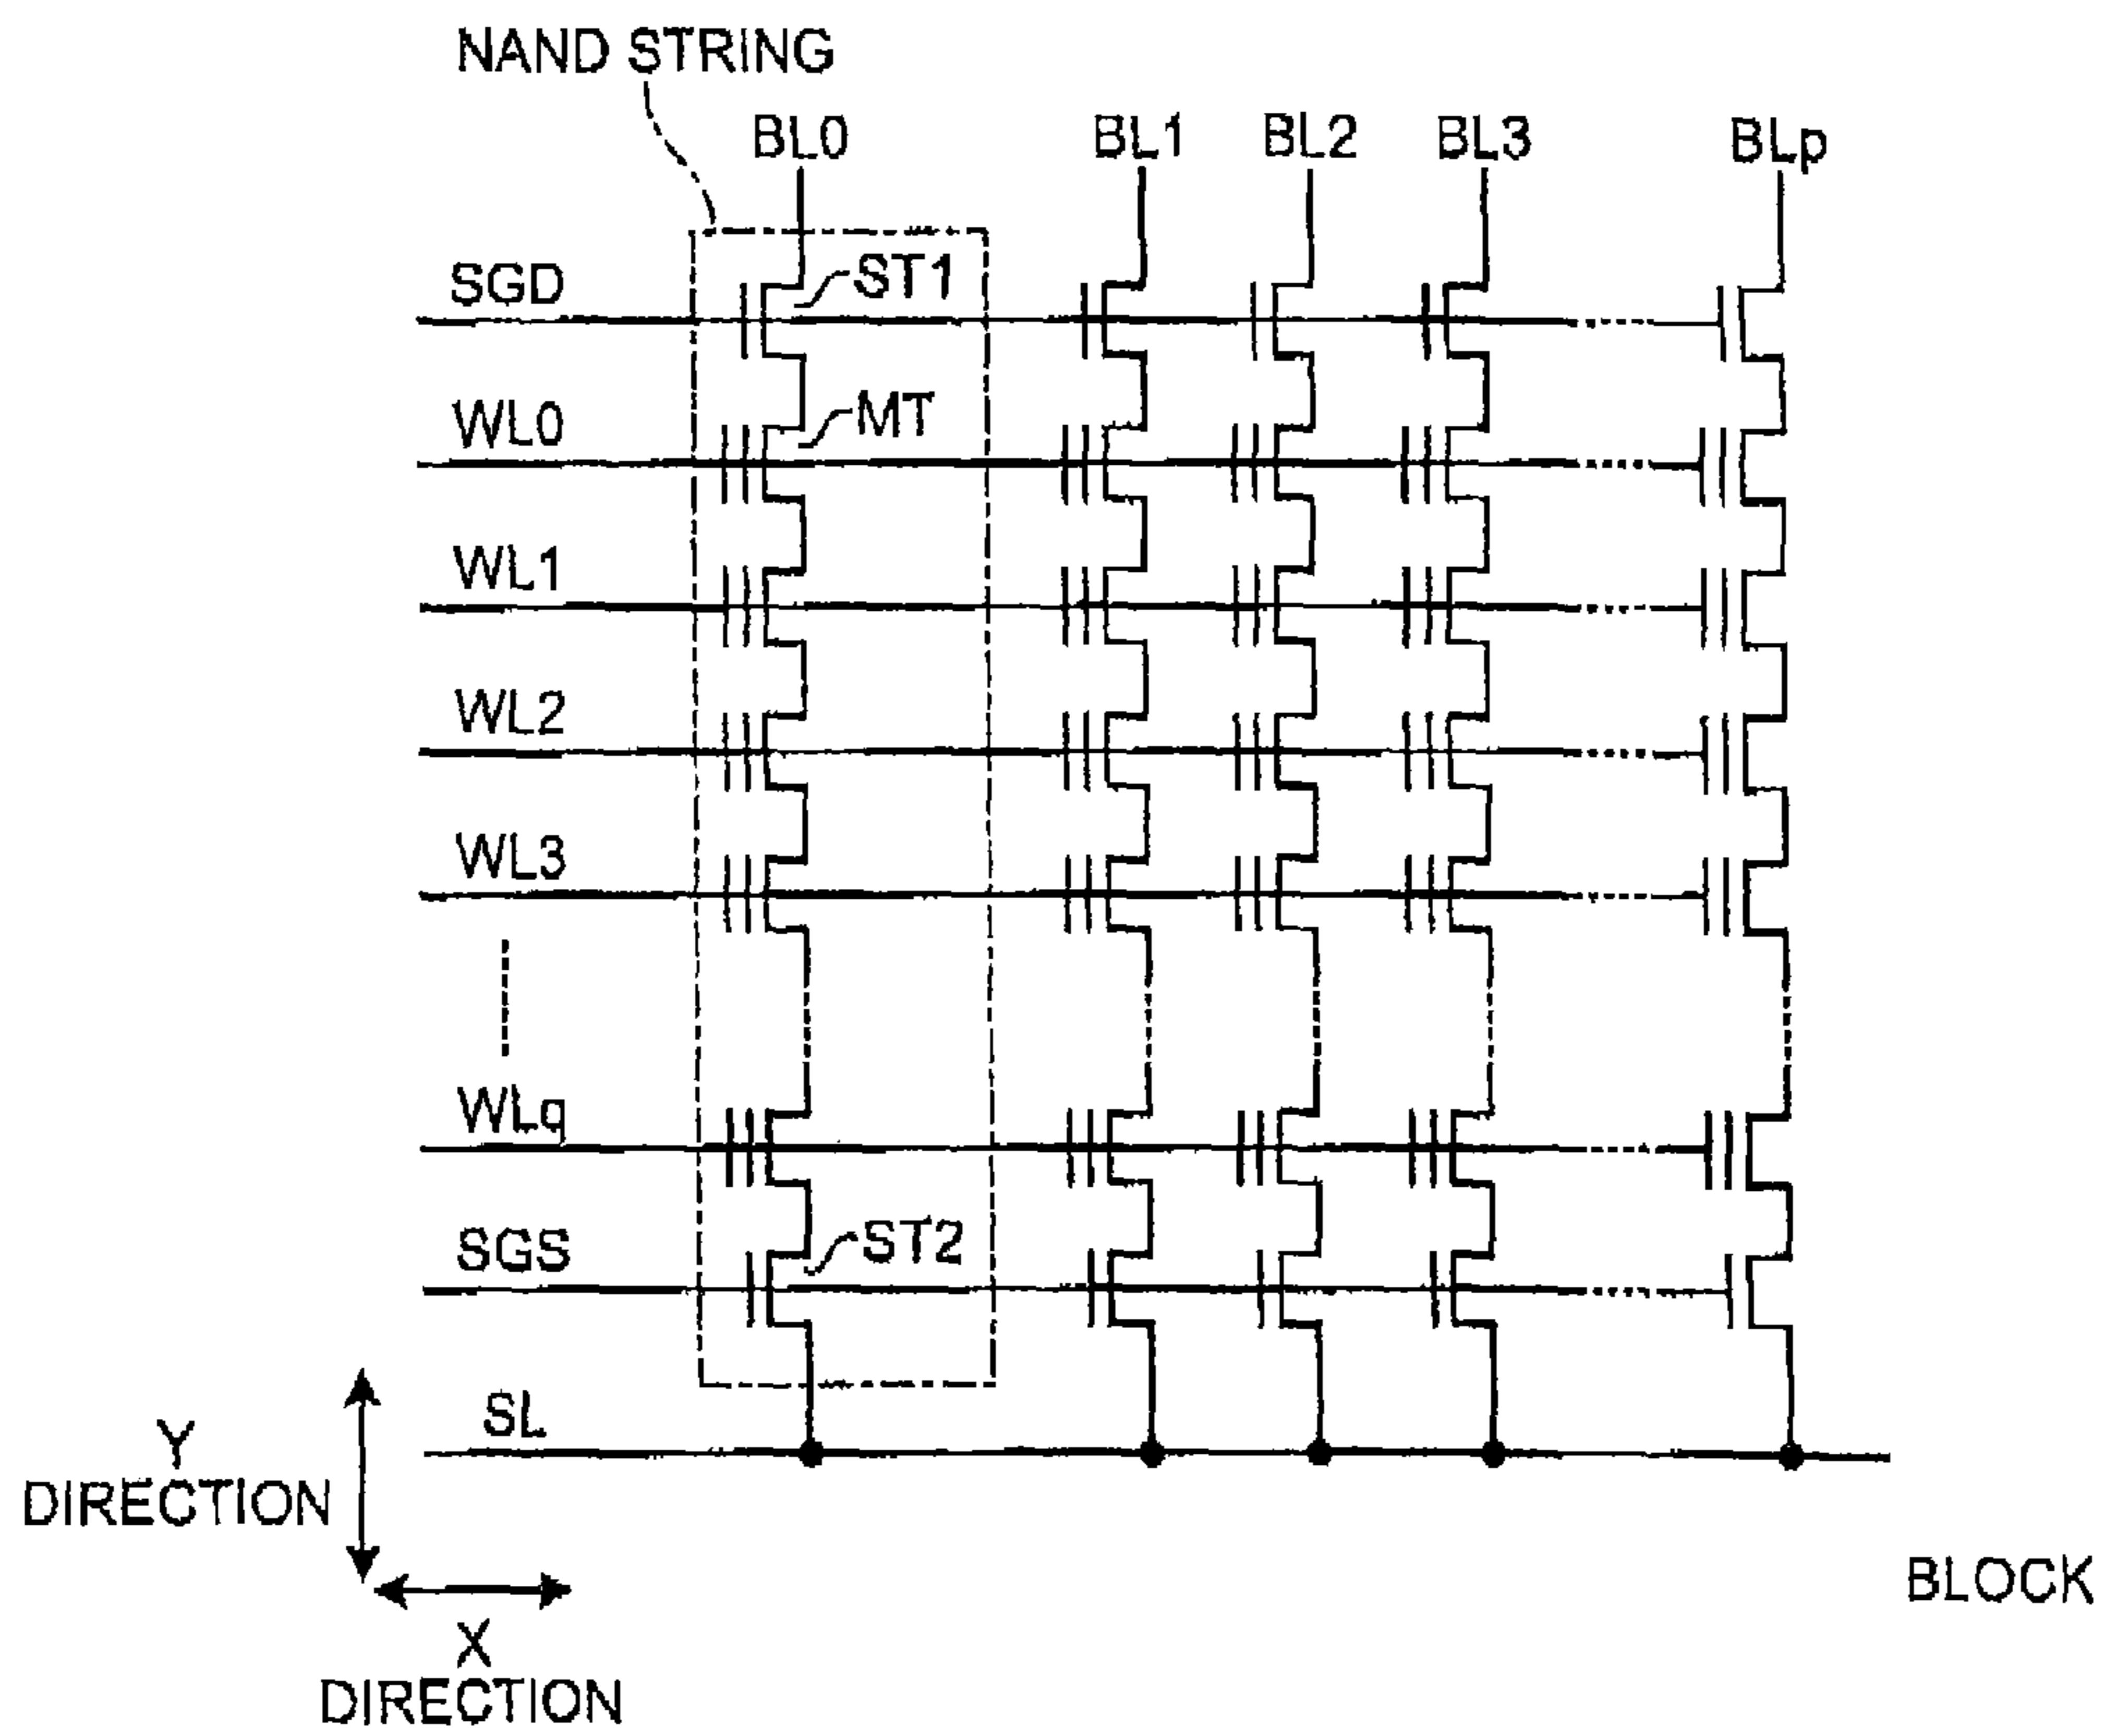 NAND STRING
BL0 BL1 BL2 BL3 BLp
SGD ST1
WL0 MT
WL1
WL2
WL3
WLq
SGS ST2
SL
Y
DIRECTION
X
DIRECTION
BLOCK